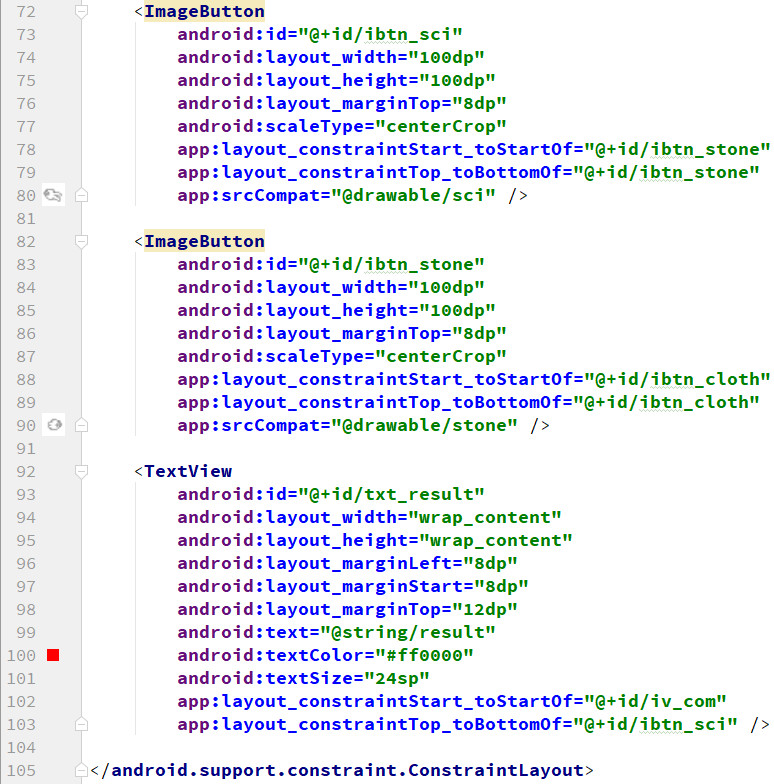 72 <ImageButton
73 android:id="@+id/ibtn_sci"
74 android:layout_width="100dp"
75 android:layout_height="100dp"
76 android:layout_marginTop="8dp"
77 android:scaleType="centerCrop"
78 app:layout_constraintStart_toStartOf="@+id/ibtn_stone"
79 app:layout_constraintTop_toBottomOf="@+id/ibtn_stone"
80 app:srcCompat="@drawable/sci" />
81
82 <ImageButton
83 android:id="@+id/ibtn_stone"
84 android:layout_width="100dp"
85 android:layout_height="100dp"
86 android:layout_marginTop="8dp"
87 android:scaleType="centerCrop"
88 app:layout_constraintStart_toStartOf="@+id/ibtn_cloth"
89 app:layout_constraintTop_toBottomOf="@+id/ibtn_cloth"
90 app:srcCompat="@drawable/stone" />
91
92 <TextView
93 android:id="@+id/txt_result"
94 android:layout_width="wrap_content"
95 android:layout_height="wrap_content"
96 android:layout_marginLeft="8dp"
97 android:layout_marginStart="8dp"
98 android:layout_marginTop="12dp"
99 android:text="@string/result"
100 android:textColor="#ff0000"
101 android:textSize="24sp"
102 app:layout_constraintStart_toStartOf="@+id/iv_com"
103 app:layout_constraintTop_toBottomOf="@+id/ibtn_sci" />
104
105 </android.support.constraint.ConstraintLayout>